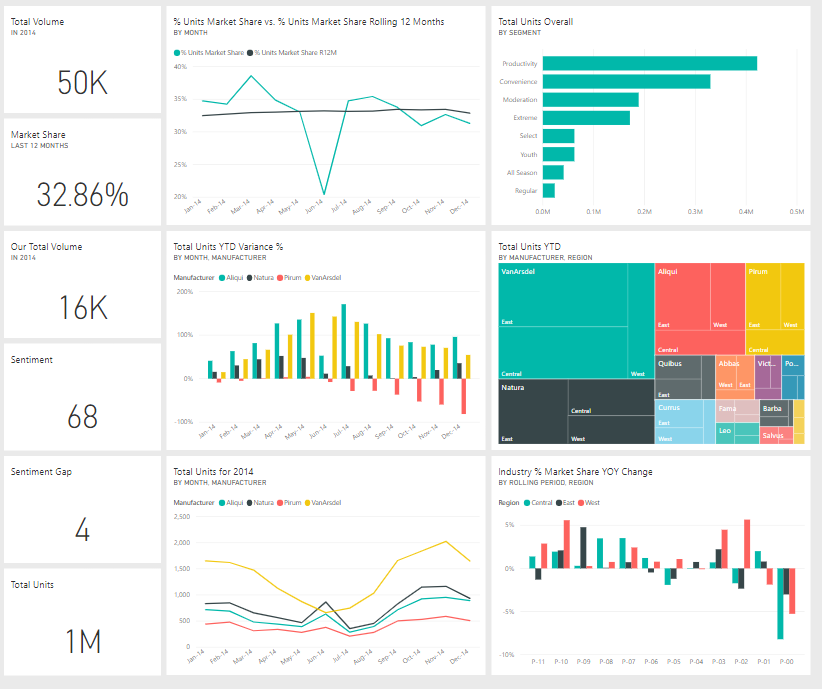 Total Volume
IN 2014
50K
Market Share
LAST 12 MONTHS
32.86%
Our Total Volume
IN 2014
16K
Sentiment
68
Sentiment Gap
4
Total Units
1M
% Units Market Share vs. % Units Market Share Rolling 12 Months
BY MONTH
% Units Market Share % Units Market Share R12M
40%
35%
30%
25%
20%
Jan-14 Feb-14 Mar-14 Apr-14 May-14 Jun-14 Jul-14 Aug-14 Sep-14 Oct-14 Nov-14 Dec-14
Total Units Overall
BY SEGMENT
Productivity
Convenience
Moderation
Extreme
Select
Youth
All Season
Regular
0.0M 0.1M 0.2M 0.3M 0.4M 0.5M
Total Units YTD Variance %
BY MONTH, MANUFACTURER
Manufacturer Aliqui Natura Pirum VanArsdel
200%
100%
0%
-100%
Jan-14 Feb-14 Mar-14 Apr-14 May-14 Jun-14 Jul-14 Aug-14 Sep-14 Oct-14 Nov-14 Dec-14
Total Units YTD
BY MANUFACTURER, REGION
VanArsdel
East
Central
West
Natura
East
Central
West
Aliqui
East
West
Central
Pirum
East
West
Central
Quibus
East
Abbas
West East
Vict...
Po...
Currus
East
West
Fama
Leo
Barba
Salvus
Total Units for 2014
BY MONTH, MANUFACTURER
Manufacturer Aliqui Natura Pirum VanArsdel
2,500
2,000
1,500
1,000
500
0
Jan-14 Feb-14 Mar-14 Apr-14 May-14 Jun-14 Jul-14 Aug-14 Sep-14 Oct-14 Nov-14 Dec-14
Industry % Market Share YOY Change
BY ROLLING PERIOD, REGION
Region Central East West
5%
0%
-5%
-10%
P-11 P-10 P-09 P-08 P-07 P-06 P-05 P-04 P-03 P-02 P-01 P-00